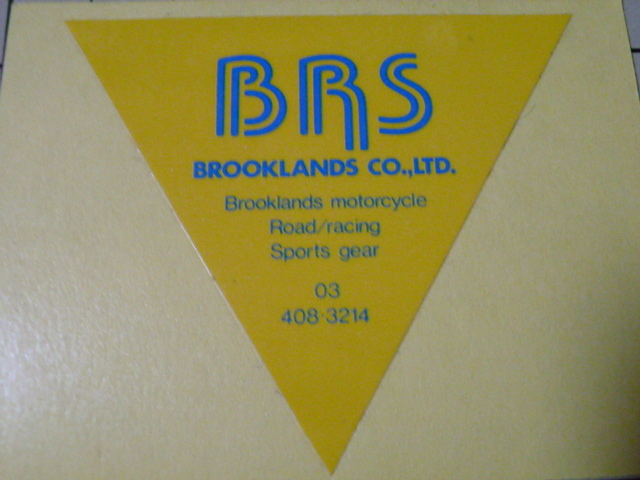 BRS
BROOKLANDS CO.,LTD.
Brooklands motorcycle
Road/racing
Sports gear
03
408-3214